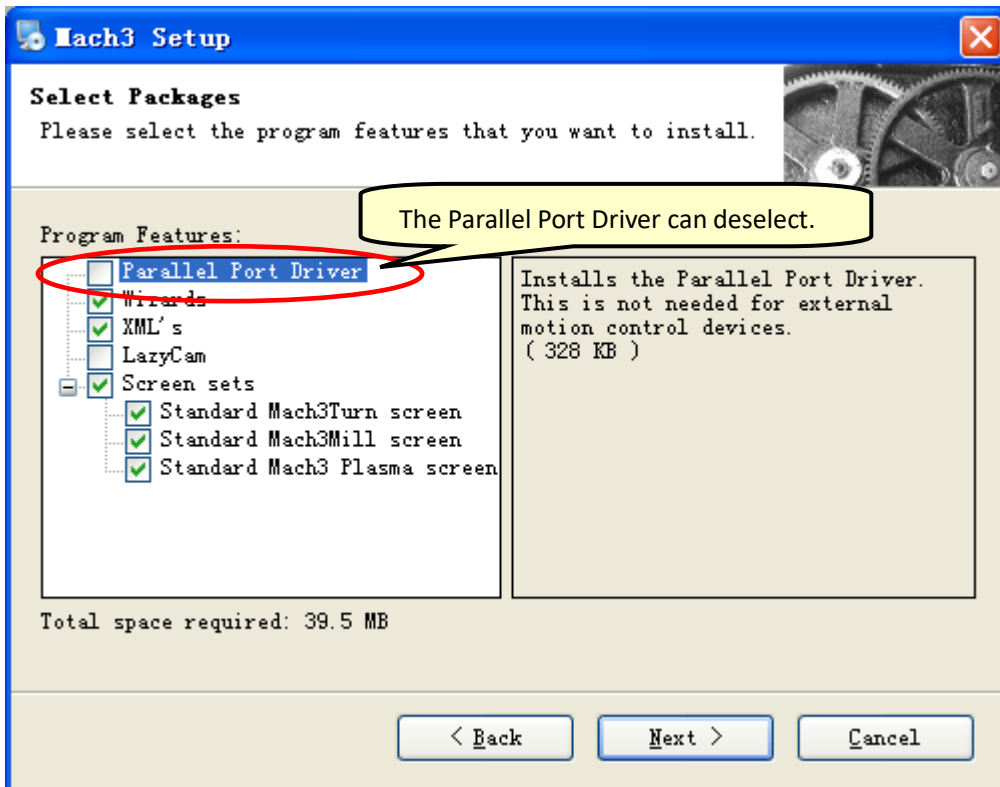 Mach3 Setup
Select Packages
Please select the program features that you want to install.
The Parallel Port Driver can deselect.
Program Features:
Parallel Port Driver
Wizards
XML's
LazyCam
Screen sets
Standard Mach3Turn screen
Standard Mach3Mill screen
Standard Mach3 Plasma screen
Installs the Parallel Port Driver.
This is not needed for external
motion control devices.
( 328 KB )
Total space required: 39.5 MB
< Back
Next >
Cancel